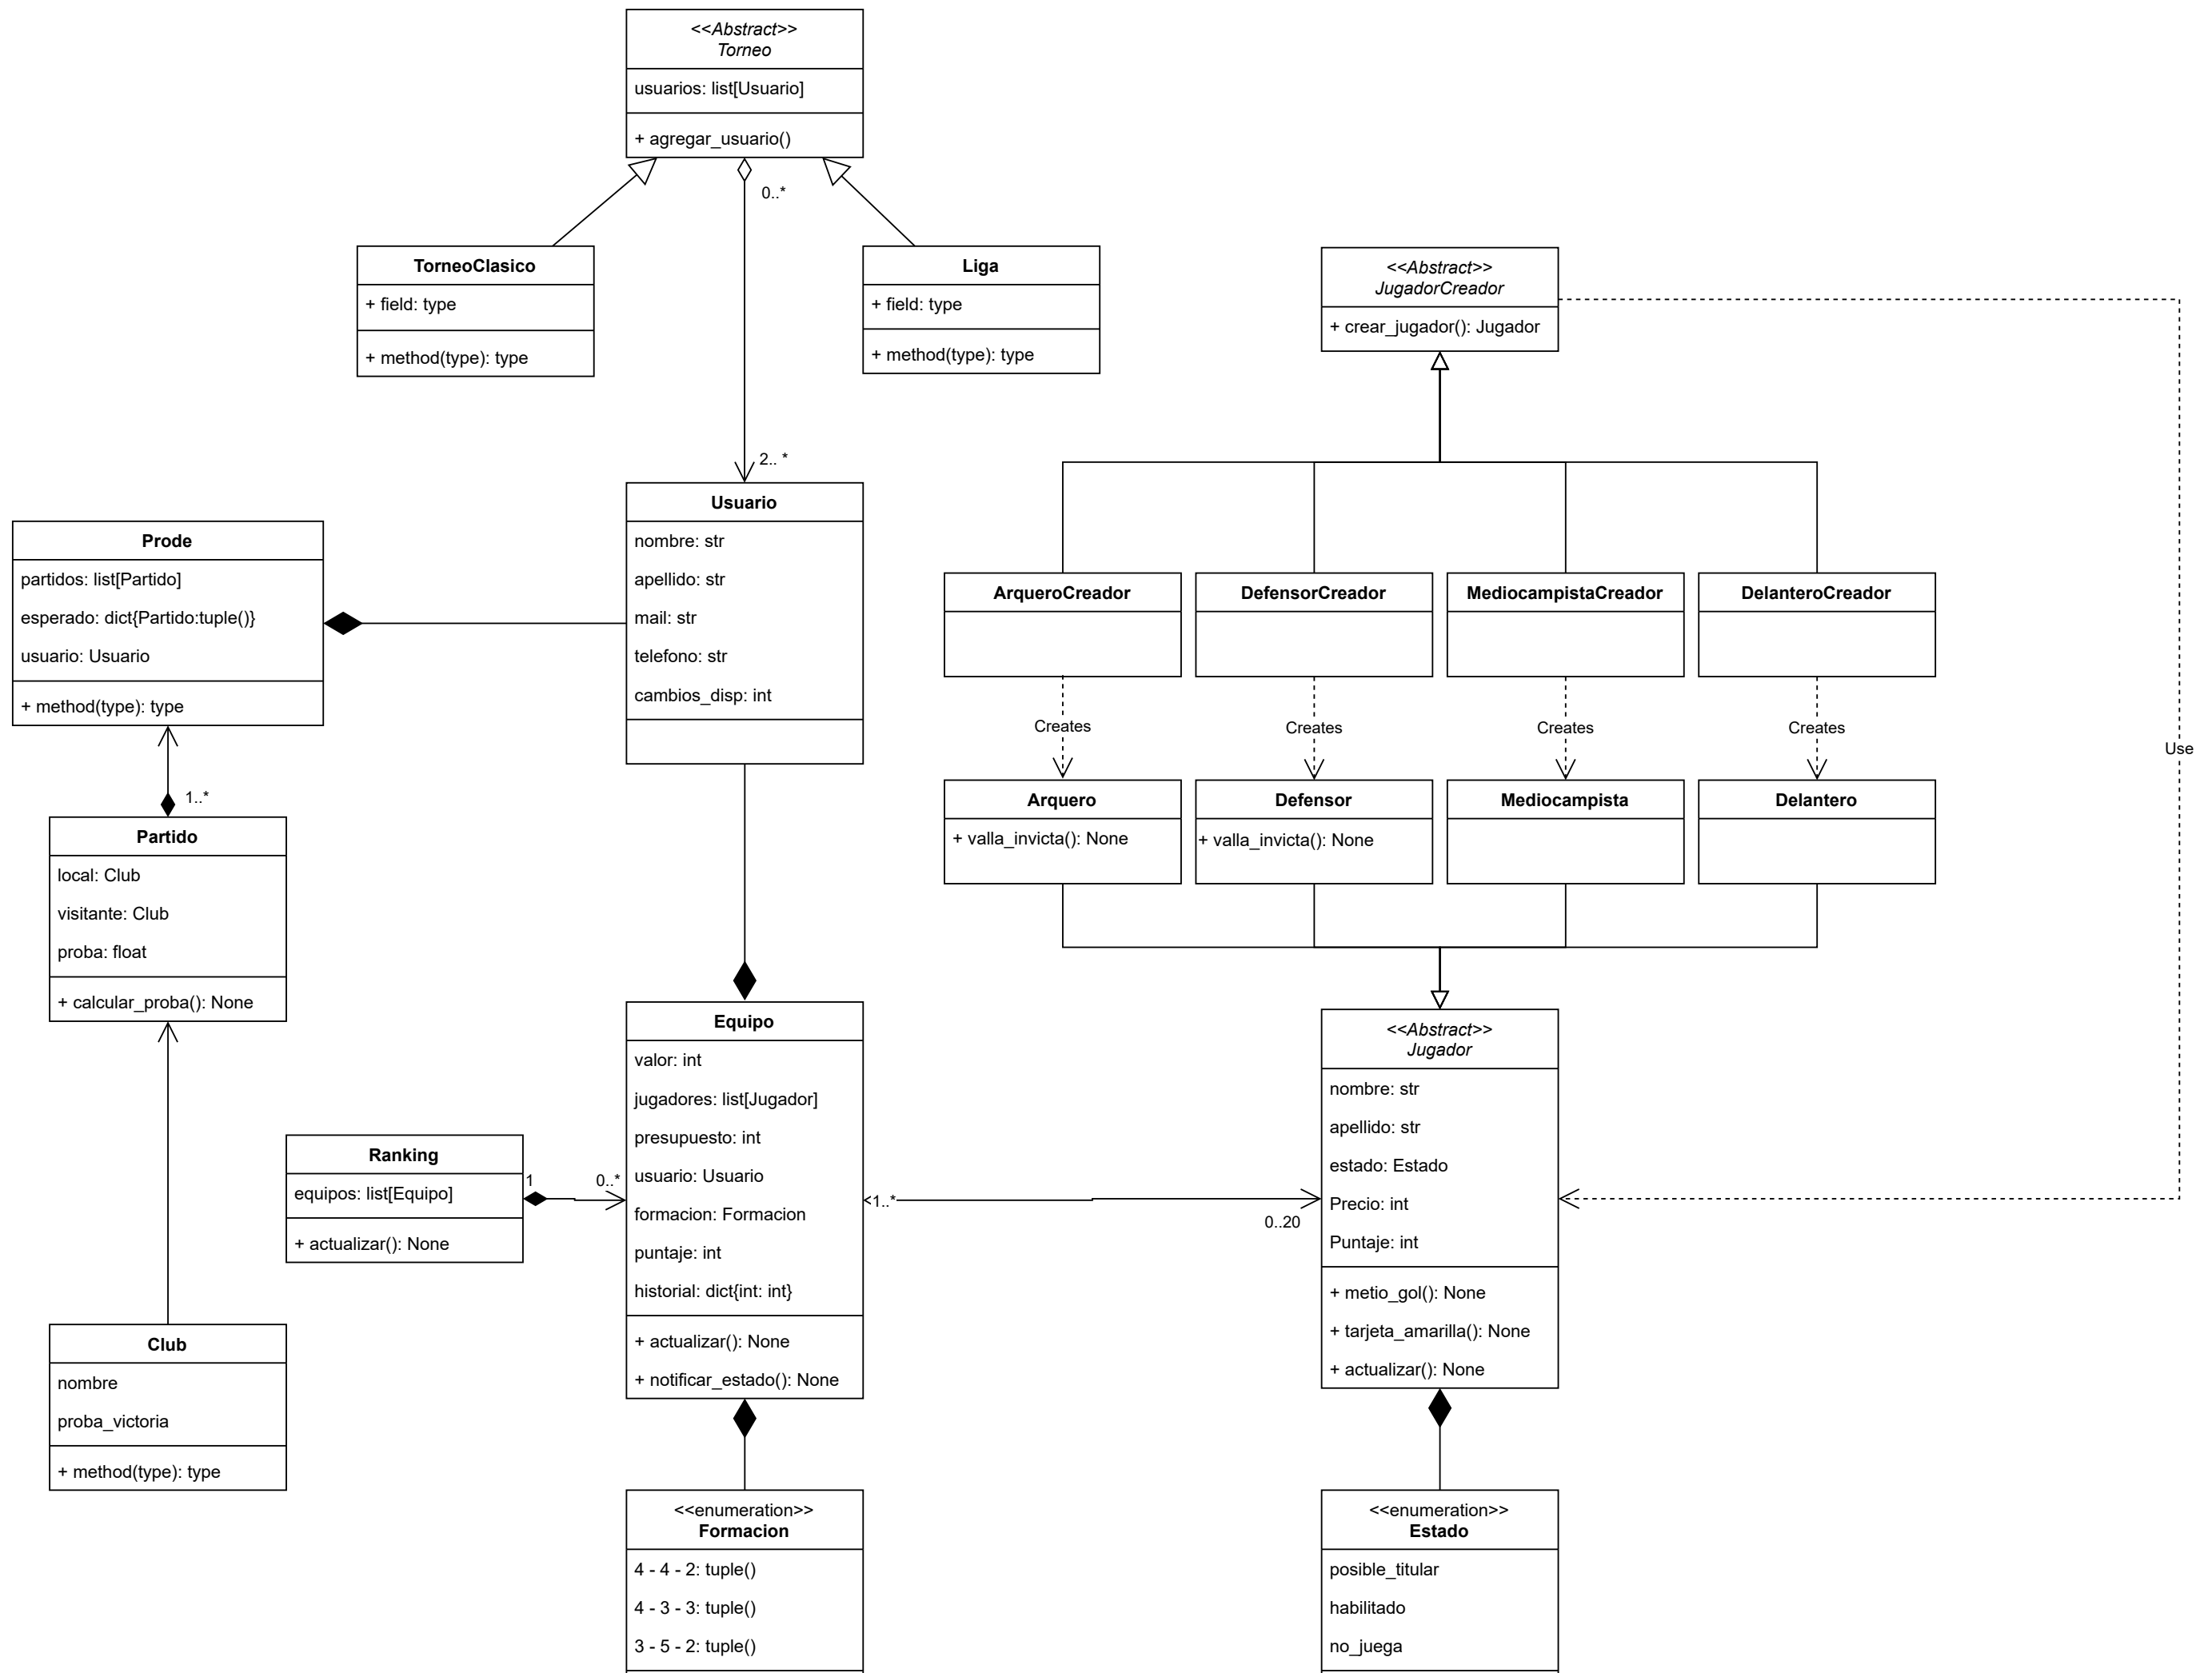 <<Abstract>>
Torneo
usuarios: list[Usuario]
+ agregar_usuario()
0..*
TorneoClasico
+ field: type
+ method(type): type
Liga
+ field: type
+ method(type): type
<<Abstract>>
JugadorCreador
+ crear_jugador(): Jugador
2.. *
Usuario
nombre: str
apellido: str
mail: str
telefono: str
cambios_disp: int
Prode
partidos: list[Partido]
esperado: dict{Partido:tuple()}
usuario: Usuario
+ method(type): type
ArqueroCreador
DefensorCreador
MediocampistaCreador
DelanteroCreador
Creates
Creates
Creates
Creates
Use
1..*
Partido
local: Club
visitante: Club
proba: float
+ calcular_proba(): None
Arquero
+ valla_invicta(): None
Defensor
+ valla_invicta(): None
Mediocampista
Delantero
Equipo
valor: int
jugadores: list[Jugador]
presupuesto: int
usuario: Usuario
formacion: Formacion
puntaje: int
historial: dict{int: int}
+ actualizar(): None
+ notificar_estado(): None
<<Abstract>>
Jugador
nombre: str
apellido: str
estado: Estado
Precio: int
Puntaje: int
+ metio_gol(): None
+ tarjeta_amarilla(): None
+ actualizar(): None
Ranking
equipos: list[Equipo]
+ actualizar(): None
1
0..*
1..*
0..20
Club
nombre
proba_victoria
+ method(type): type
<<enumeration>>
Formacion
4 - 4 - 2: tuple()
4 - 3 - 3: tuple()
3 - 5 - 2: tuple()
<<enumeration>>
Estado
posible_titular
habilitado
no_juega